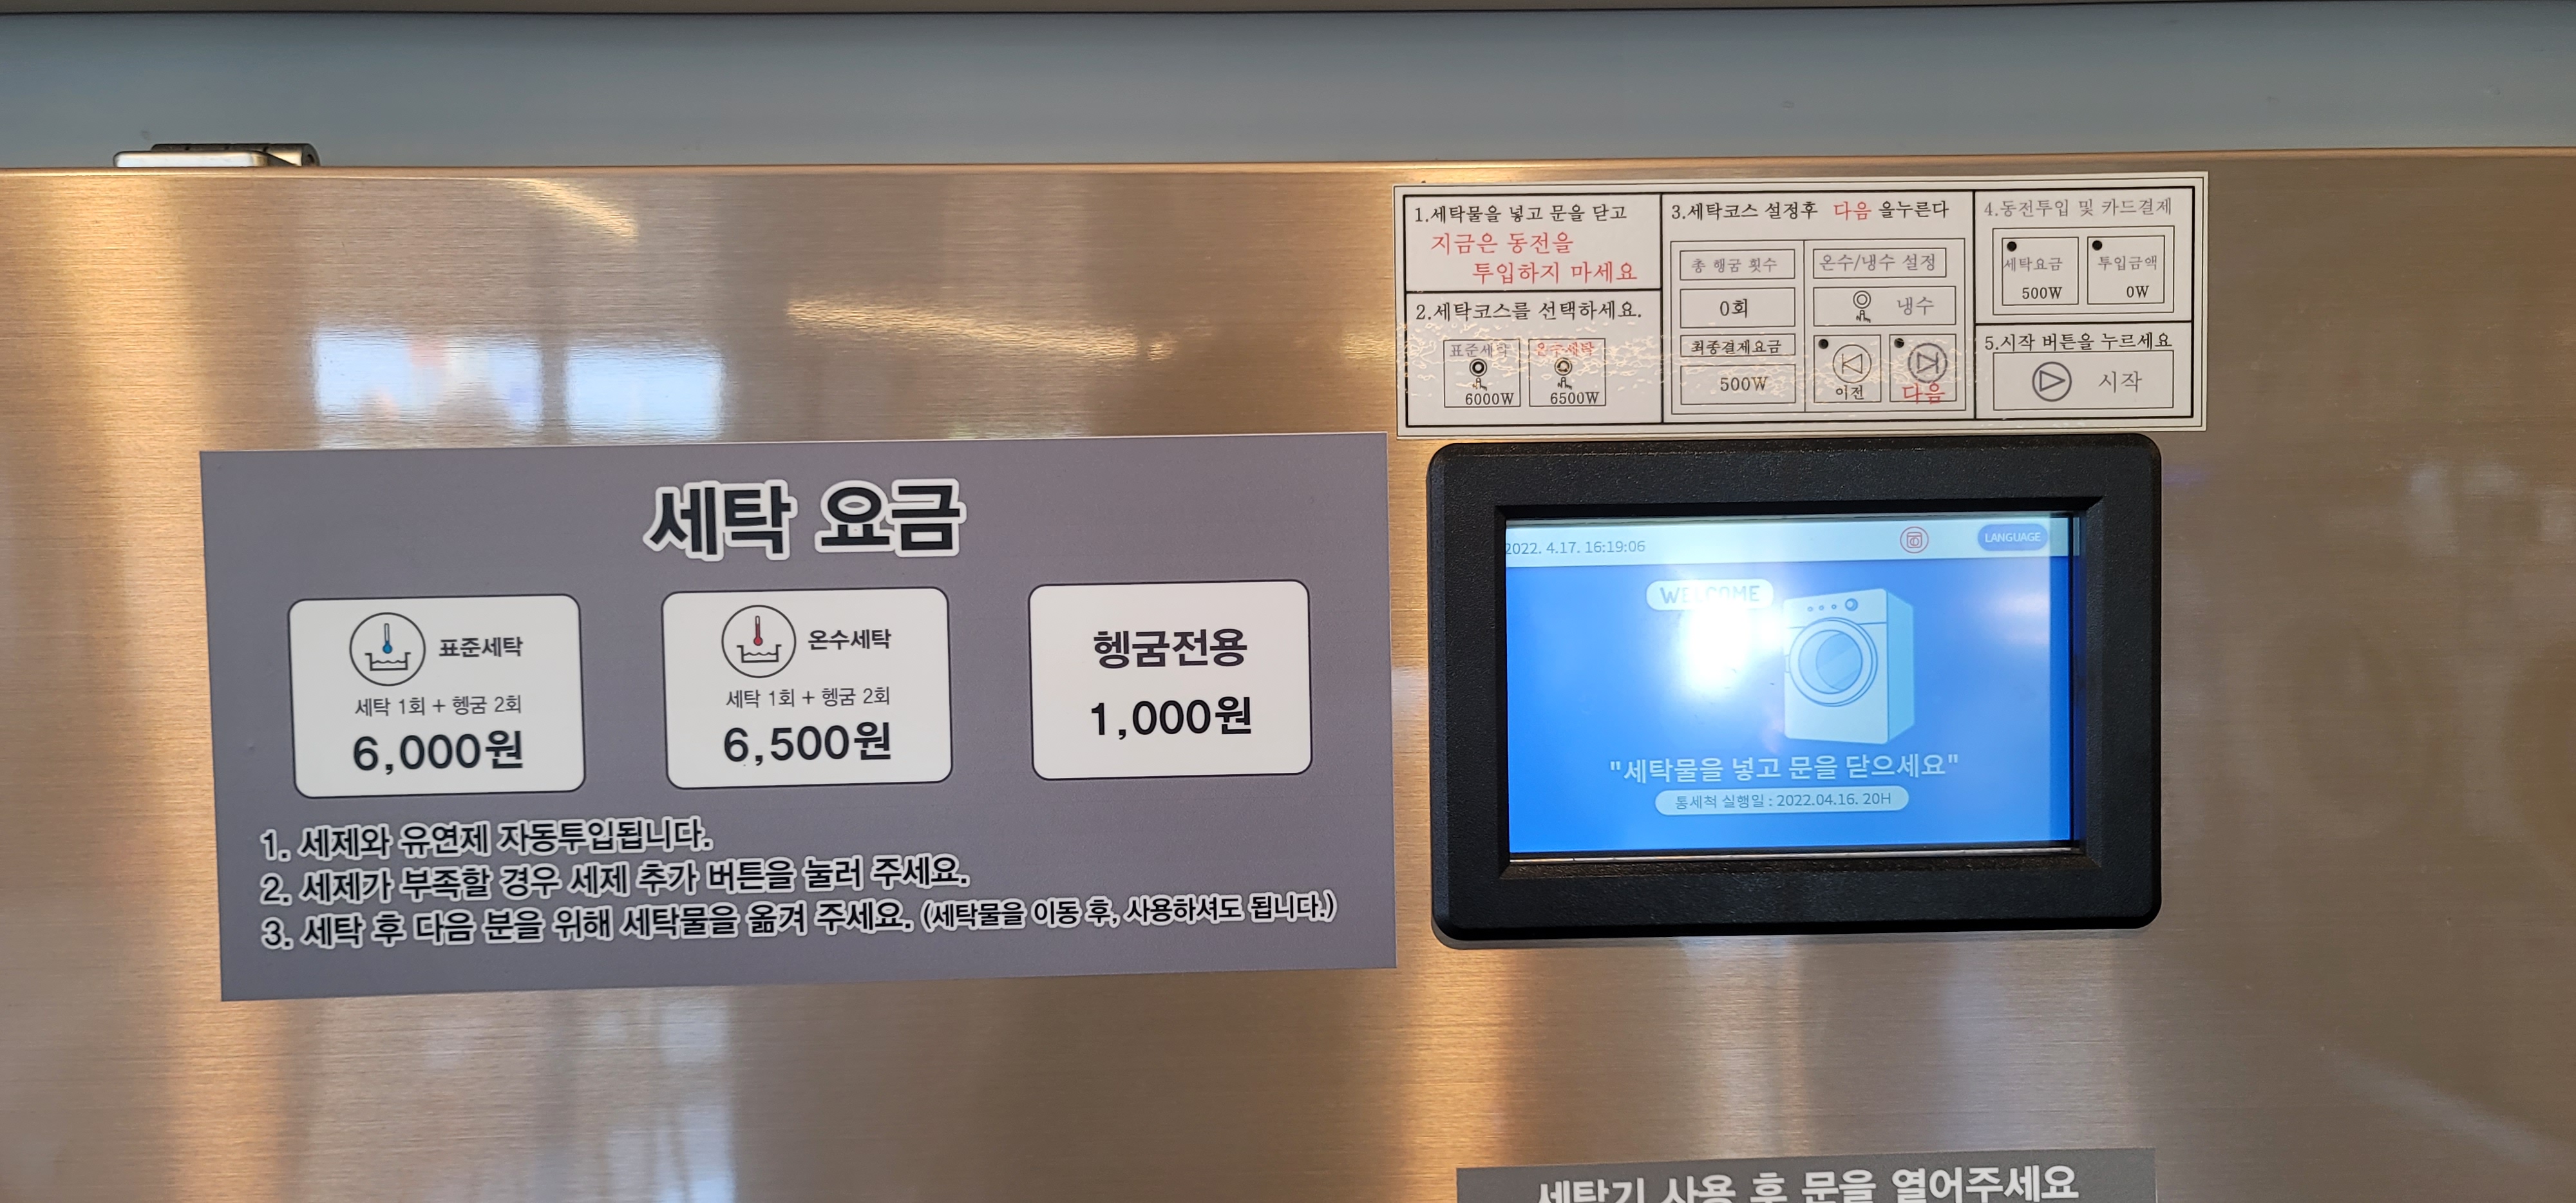 세탁 요금
표준세탁
세탁 1회 + 헹굼 2회
6,000원
온수세탁
세탁 1회 + 헹굼 2회
6,500원
헹굼전용
1,000원
1. 세제와 유연제 자동투입됩니다.
2. 세제가 부족할 경우 세제 추가 버튼을 눌러 주세요.
3. 세탁 후 다음 분을 위해 세탁물을 옮겨 주세요. (세탁물을 이동 후, 사용하셔도 됩니다.)
1.세탁물을 넣고 문을 닫고
지금은 동전을
투입하지 마세요
2.세탁코스를 선택하세요.
표준세탁
6000W
온수세탁
6500W
3.세탁코스 설정후 다음 을누른다
총 행굼 횟수
0회
최종결제요금
500W
온수/냉수 설정
냉수
이전
다음
4.동전투입 및 카드결제
세탁요금
500W
투입금액
0W
5.시작 버튼을 누르세요
시작
2022. 4.17. 16:19:06
LANGUAGE
WELCOME
"세탁물을 넣고 문을 닫으세요"
통세척 실행일 : 2022.04.16. 20H
세탁기 사용 후 문을 열어주세요